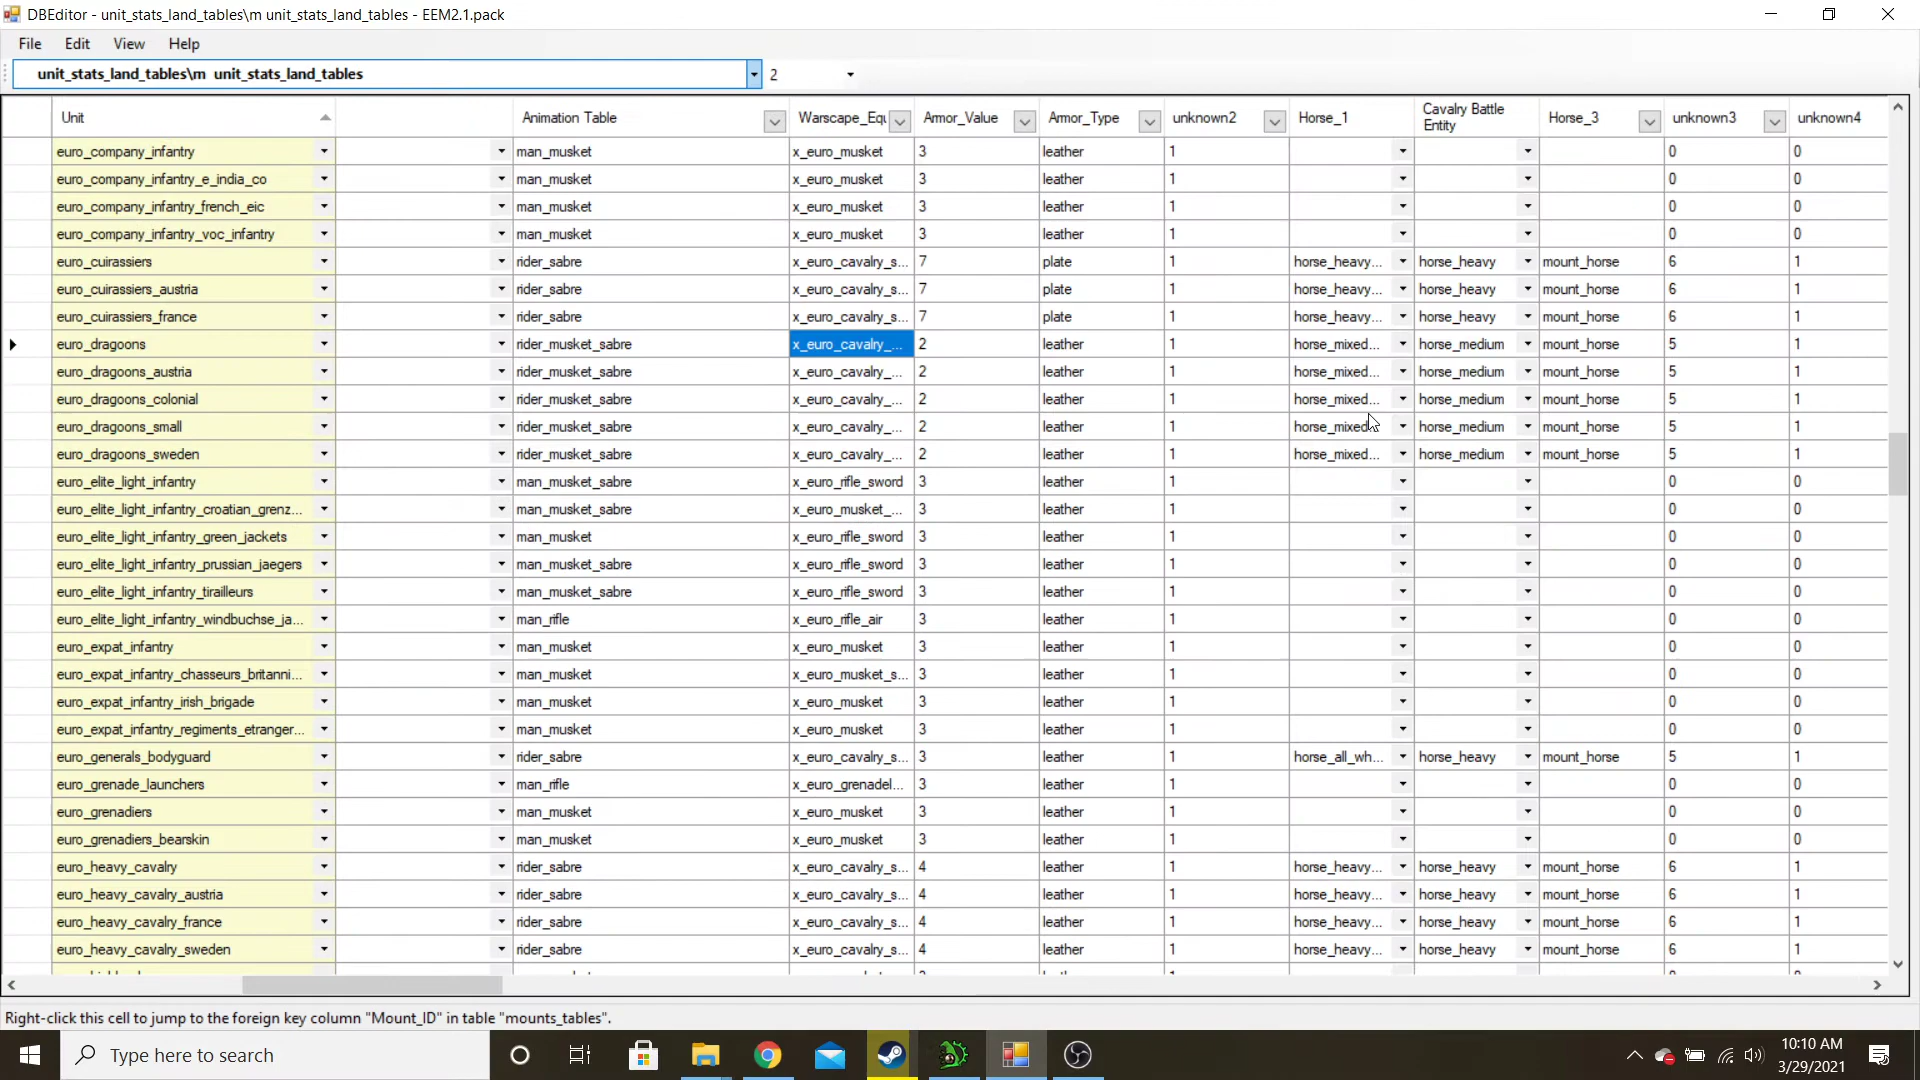 DBEditor - unit_stats_land_tables\m unit_stats_land_tables - EEM2.1.pack
File Edit View Help
unit_stats_land_tables\m unit_stats_land_tables 2
Unit Animation Table Warscape_Equ Amor_Value Amor_Type unknown2 Horse_1 Cavalry Battle Entity Horse_3 unknown3 unknown4
euro_company_infantry man_musket x_euro_musket 3 leather 1 0 0
euro_company_infantry_e_india_co man_musket x_euro_musket 3 leather 1 0 0
euro_company_infantry_french_eic man_musket x_euro_musket 3 leather 1 0 0
euro_company_infantry_voc_infantry man_musket x_euro_musket 3 leather 1 0 0
euro_cuirassiers rider_sabre x_euro_cavalry_s... 7 plate 1 horse_heavy... horse_heavy mount_horse 6 1
euro_cuirassiers_austria rider_sabre x_euro_cavalry_s... 7 plate 1 horse_heavy... horse_heavy mount_horse 6 1
euro_cuirassiers_france rider_sabre x_euro_cavalry_s... 7 plate 1 horse_heavy... horse_heavy mount_horse 6 1
euro_dragoons rider_musket_sabre x_euro_cavalry_... 2 leather 1 horse_mixed... horse_medium mount_horse 5 1
euro_dragoons_austria rider_musket_sabre x_euro_cavalry_... 2 leather 1 horse_mixed... horse_medium mount_horse 5 1
euro_dragoons_colonial rider_musket_sabre x_euro_cavalry_... 2 leather 1 horse_mixed... horse_medium mount_horse 5 1
euro_dragoons_small rider_musket_sabre x_euro_cavalry_... 2 leather 1 horse_mixed... horse_medium mount_horse 5 1
euro_dragoons_sweden rider_musket_sabre x_euro_cavalry_... 2 leather 1 horse_mixed... horse_medium mount_horse 5 1
euro_elite_light_infantry man_musket_sabre x_euro_rifle_sword 3 leather 1 0 0
euro_elite_light_infantry_croatian_grenz... man_musket_sabre x_euro_musket_... 3 leather 1 0 0
euro_elite_light_infantry_green_jackets man_musket x_euro_rifle_sword 3 leather 1 0 0
euro_elite_light_infantry_prussian_jaegers man_musket_sabre x_euro_rifle_sword 3 leather 1 0 0
euro_elite_light_infantry_tirailleurs man_musket_sabre x_euro_rifle_sword 3 leather 1 0 0
euro_elite_light_infantry_windbuchse_ja... man_rifle x_euro_rifle_air 3 leather 1 0 0
euro_expat_infantry man_musket x_euro_musket 3 leather 1 0 0
euro_expat_infantry_chasseurs_britanni... man_musket x_euro_musket_s... 3 leather 1 0 0
euro_expat_infantry_irish_brigade man_musket x_euro_musket 3 leather 1 0 0
euro_expat_infantry_regiments_etranger... man_musket x_euro_musket 3 leather 1 0 0
euro_generals_bodyguard rider_sabre x_euro_cavalry_s... 3 leather 1 horse_all_wh... horse_heavy mount_horse 5 1
euro_grenade_launchers man_rifle x_euro_grenadel... 3 leather 1 0 0
euro_grenadiers man_musket x_euro_musket 3 leather 1 0 0
euro_grenadiers_bearskin man_musket x_euro_musket 3 leather 1 0 0
euro_heavy_cavalry rider_sabre x_euro_cavalry_s... 4 leather 1 horse_heavy... horse_heavy mount_horse 6 1
euro_heavy_cavalry_austria rider_sabre x_euro_cavalry_s... 4 leather 1 horse_heavy... horse_heavy mount_horse 6 1
euro_heavy_cavalry_france rider_sabre x_euro_cavalry_s... 4 leather 1 horse_heavy... horse_heavy mount_horse 6 1
euro_heavy_cavalry_sweden rider_sabre x_euro_cavalry_s... 4 leather 1 horse_heavy... horse_heavy mount_horse 6 1
Right-click this cell to jump to the foreign key column "Mount_ID" in table "mounts_tables".
Type here to search
10:10 AM
3/29/2021